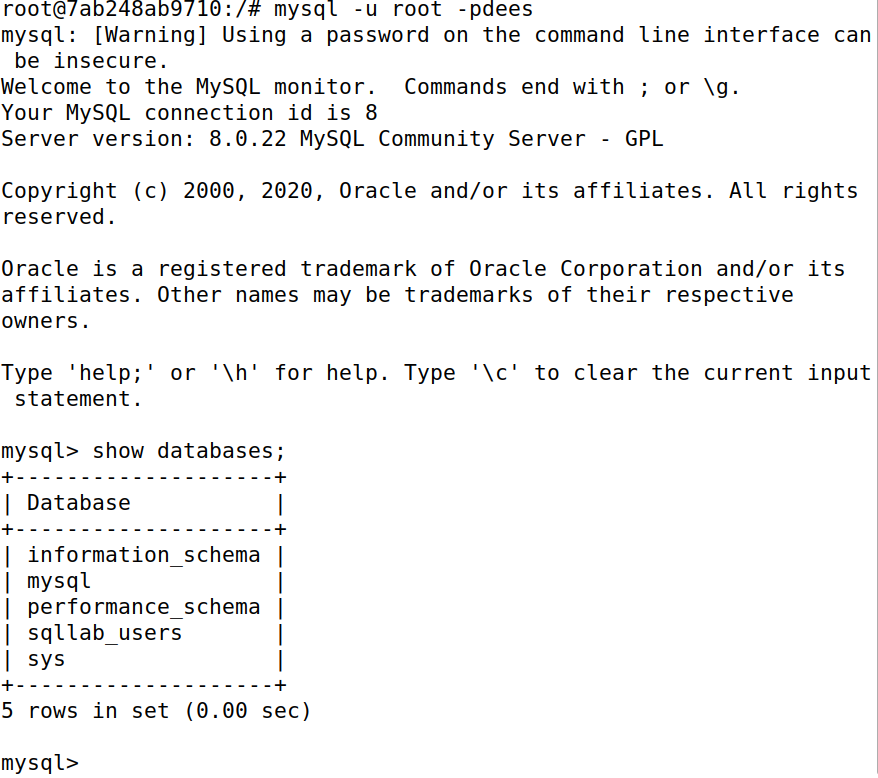 root@7ab248ab9710:/# mysql -u root -pdees
mysql: [Warning] Using a password on the command line interface can
 be insecure.
Welcome to the MySQL monitor.  Commands end with ; or \g.
Your MySQL connection id is 8
Server version: 8.0.22 MySQL Community Server - GPL

Copyright (c) 2000, 2020, Oracle and/or its affiliates. All rights
reserved.

Oracle is a registered trademark of Oracle Corporation and/or its
affiliates. Other names may be trademarks of their respective
owners.

Type 'help;' or '\h' for help. Type '\c' to clear the current input
 statement.

mysql> show databases;
+--------------------+
| Database           |
+--------------------+
| information_schema |
| mysql              |
| performance_schema |
| sqllab_users       |
| sys                |
+--------------------+
5 rows in set (0.00 sec)

mysql>